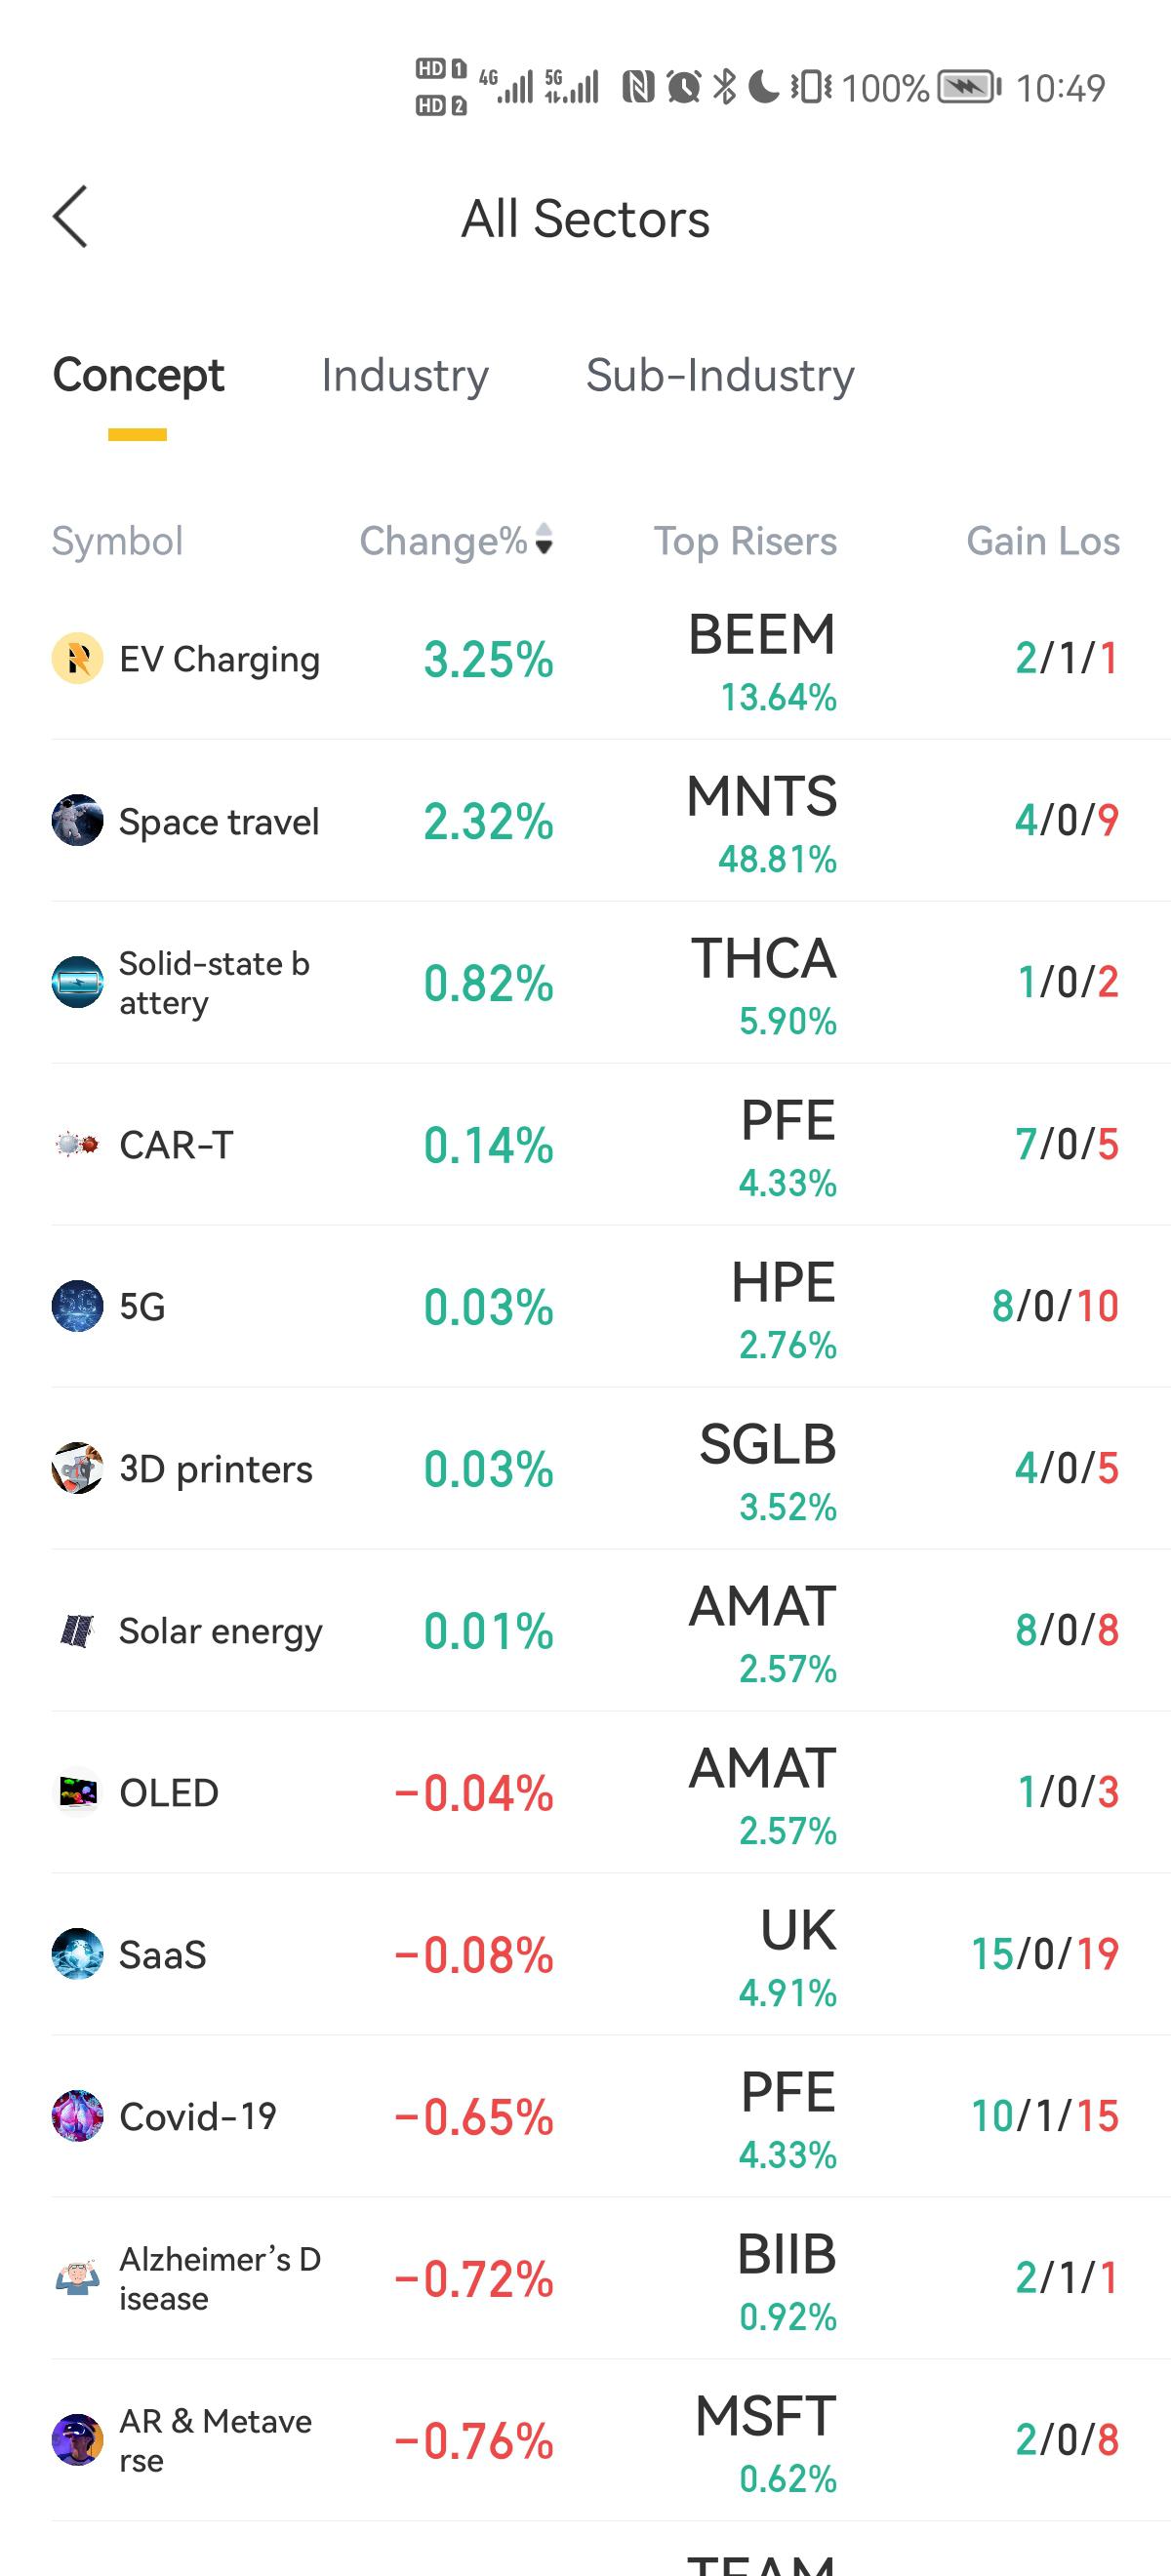 HD 1 4G 5G 100% 10:49
HD 2
All Sectors
Concept Industry Sub-Industry
Symbol Change% Top Risers Gain Los
EV Charging 3.25% BEEM 2/1/1
13.64%
Space travel 2.32% MNTS 4/0/9
48.81%
Solid-state b
attery 0.82% THCA 1/0/2
5.90%
CAR-T 0.14% PFE 7/0/5
4.33%
5G 0.03% HPE 8/0/10
2.76%
3D printers 0.03% SGLB 4/0/5
3.52%
Solar energy 0.01% AMAT 8/0/8
2.57%
OLED -0.04% AMAT 1/0/3
2.57%
SaaS -0.08% UK 15/0/19
4.91%
Covid-19 -0.65% PFE 10/1/15
4.33%
Alzheimer's D
isease -0.72% BIIB 2/1/1
0.92%
AR & Metave
rse -0.76% MSFT 2/0/8
0.62%
TEAM